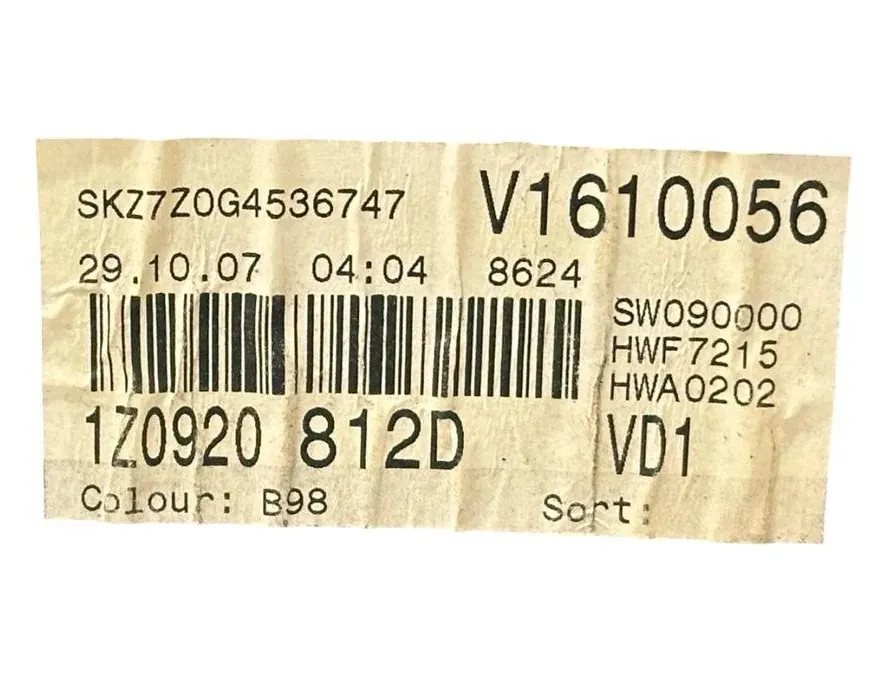 SKZ7Z0G4536747 V1610056
29.10.07 04:04 8624
SW090000
HWF7215
HWA0202
1Z0920 812D VD1
Colour: B98 Sort: